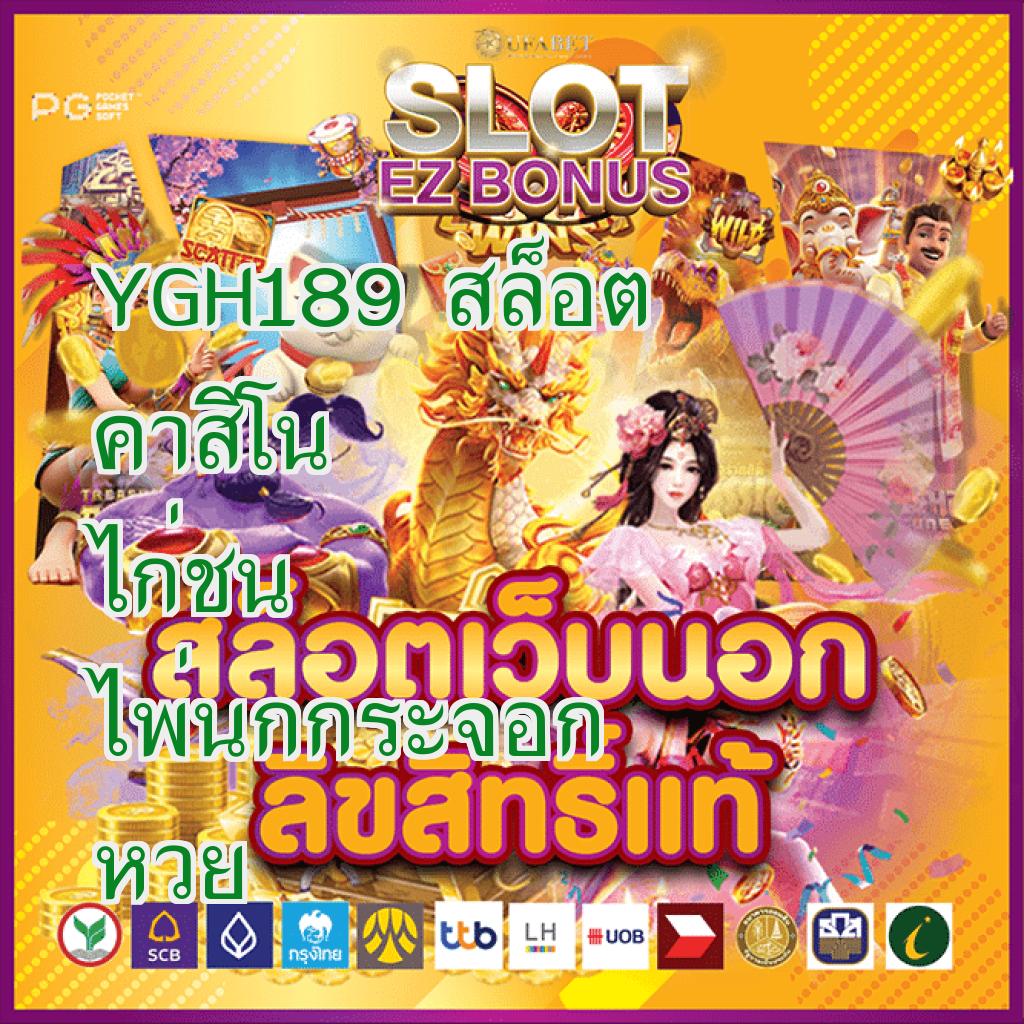 UFABET
PG POCKET GAMES SOFT
SLOT
EZ BONUS
WINS
SCATTER
WILD
YGH189 สล็อต
คาสิโน
ไก่ชน
สล็อตเว็บนอก
ไพ่นกกระจอก
ลิขสิทธิ์แท้
หวย
SCB
กรุงไทย
ttb
LH
UOB